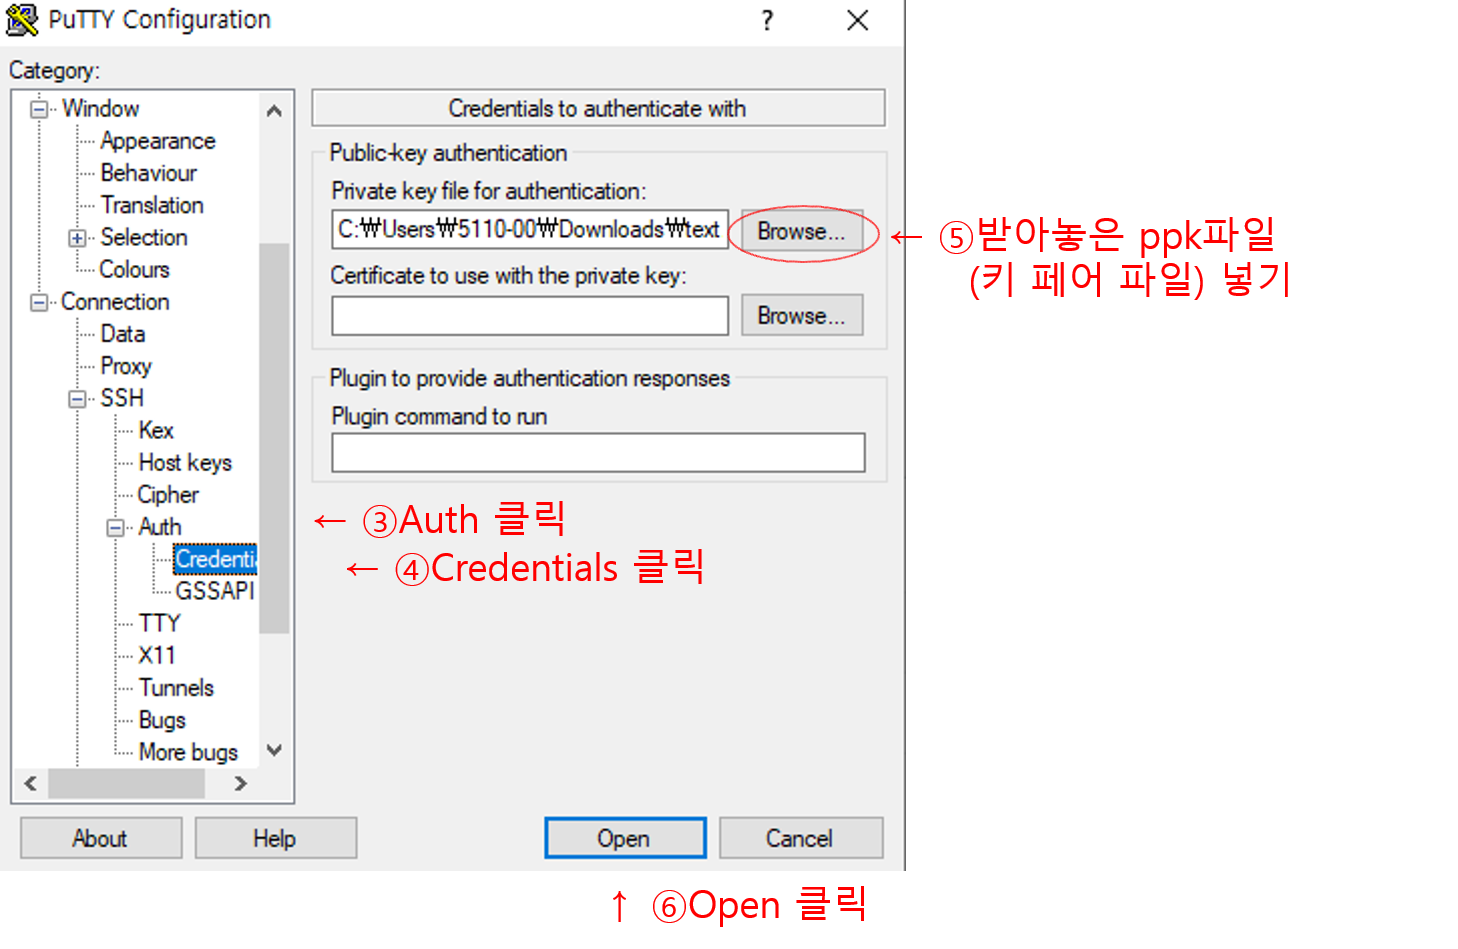 PuTTY Configuration
?
Category:
Window
Appearance
Behaviour
Translation
Selection
Colours
Connection
Data
Proxy
SSH
Kex
Host keys
Cipher
Auth
Credentia
GSSAPI
TTY
X11
Tunnels
Bugs
More bugs
Credentials to authenticate with
Public-key authentication
Private key file for authentication:
C:₩Users₩5110-00₩Downloads₩text
Browse...
Certificate to use with the private key:
Browse...
Plugin to provide authentication responses
Plugin command to run
← ⑤받아놓은 ppk파일
(키 페어 파일) 넣기
← ③Auth 클릭
← ④Credentials 클릭
About
Help
Open
Cancel
↑ ⑥Open 클릭